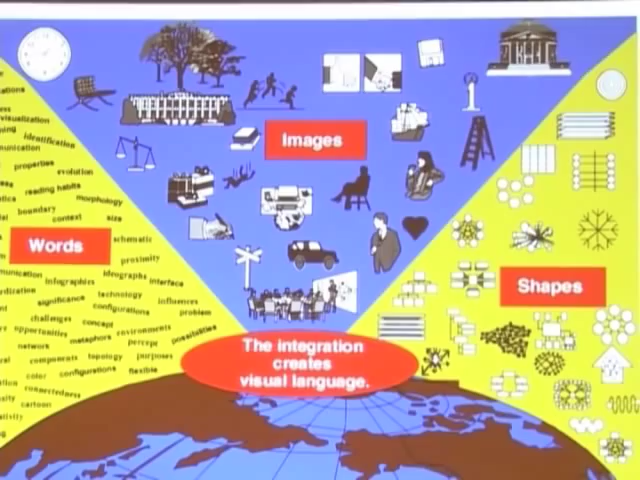 Images
Words
Shapes
The integration
creates
visual language.
visualization
identification
evolution
properties
reading habits
morphology
boundary
context
size
schematic
proximity
ideographs
interface
infographics
technology
significance
influences
configurations
problem
challenges
concept
environments
opportunities
possibilities
metaphors
percept
network
components
topology
purposes
color
configurations
flexible
connectedness
cartoon